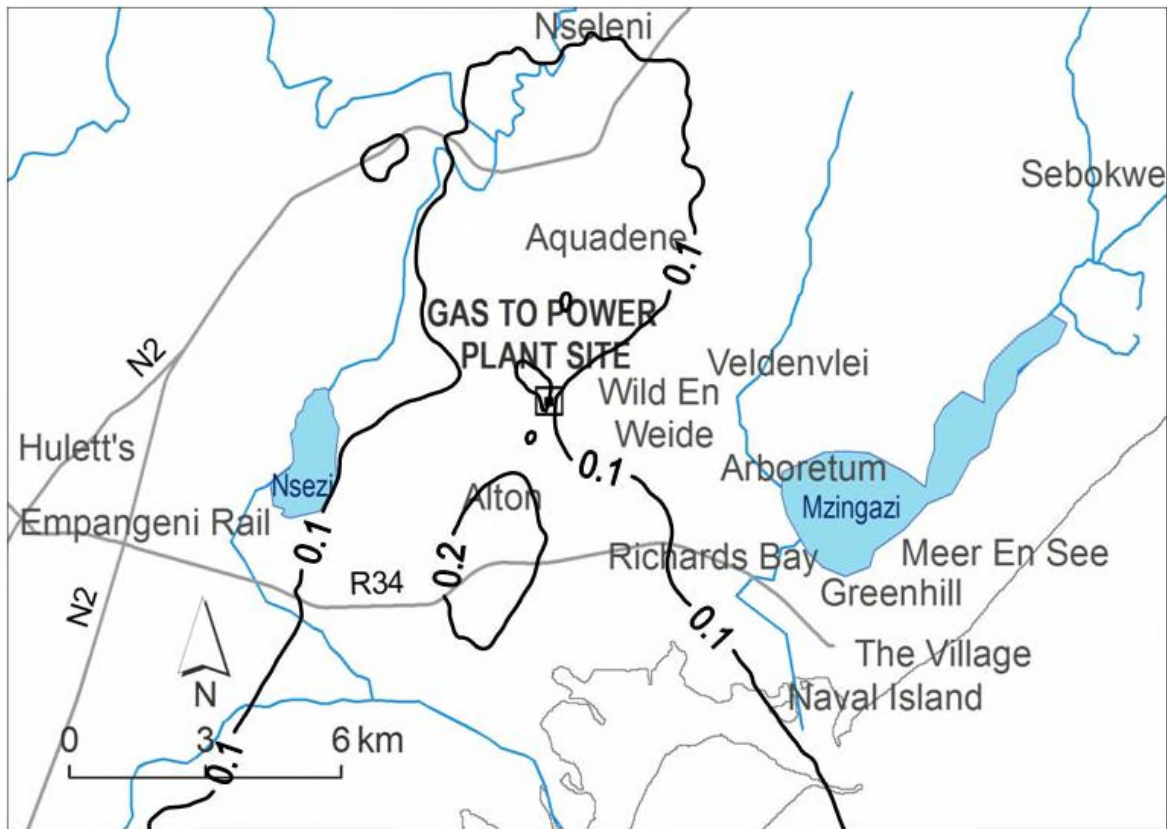 Nseleni
Sebokwe
Aquadene
0.1
GAS TO POWER
PLANT SITE
N2
Veldenvlei
Wild En
Weide
Hulett's
0.1
Arboretum
Nsezi
Alton
Mzingazi
Empangeni Rail
0.1
0.2
Richards Bay
Meer En See
R34
Greenhill
N2
0.1
The Village
N
Naval Island
0 3 6 km
0.1